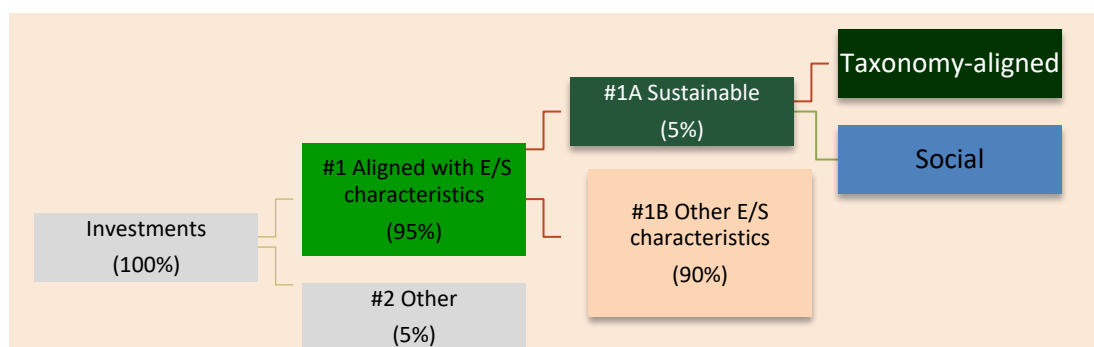 Investments
(100%)
#1 Aligned with E/S
characteristics
(95%)
#2 Other
(5%)
#1A Sustainable
(5%)
#1B Other E/S
characteristics
(90%)
Taxonomy-aligned
Social